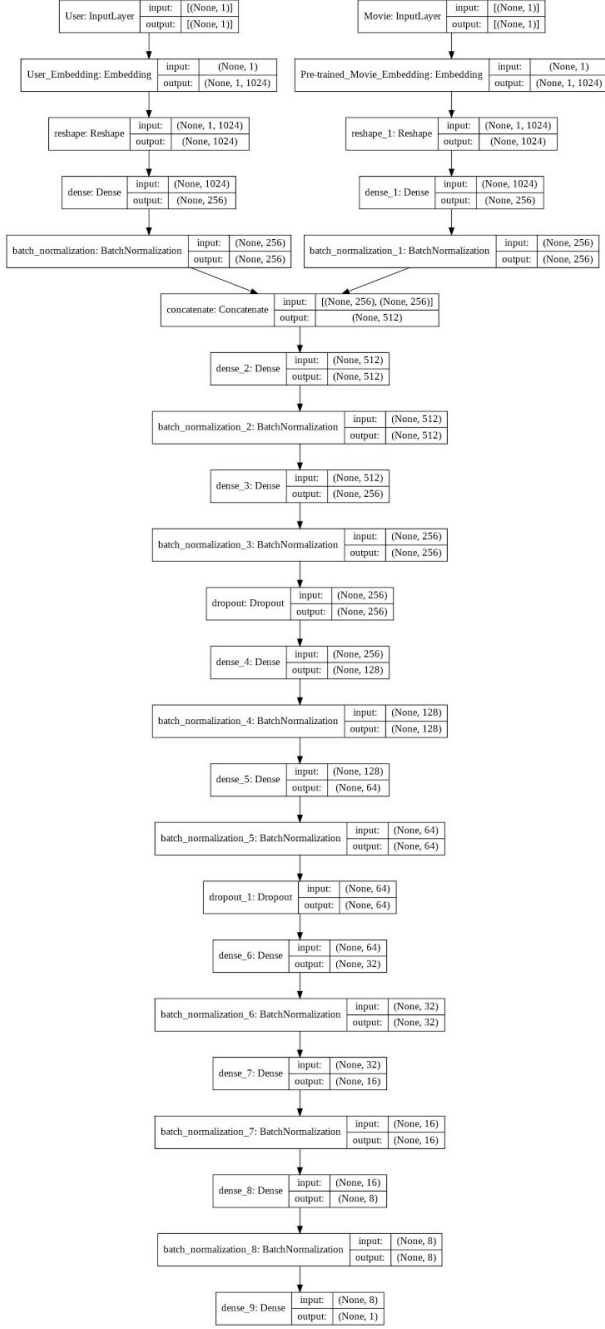 User: InputLayer input: [(None, 1)]
output: [(None, 1)]
Movie: InputLayer input: [(None, 1)]
output: [(None, 1)]
User_Embedding: Embedding input: (None, 1)
output: (None, 1, 1024)
Pre-trained_Movie_Embedding: Embedding input: (None, 1)
output: (None, 1, 1024)
reshape: Reshape input: (None, 1, 1024)
output: (None, 1024)
reshape_1: Reshape input: (None, 1, 1024)
output: (None, 1024)
dense: Dense input: (None, 1024)
output: (None, 256)
dense_1: Dense input: (None, 1024)
output: (None, 256)
batch_normalization: BatchNormalization input: (None, 256)
output: (None, 256)
batch_normalization_1: BatchNormalization input: (None, 256)
output: (None, 256)
concatenate: Concatenate input: [(None, 256), (None, 256)]
output: (None, 512)
dense_2: Dense input: (None, 512)
output: (None, 512)
batch_normalization_2: BatchNormalization input: (None, 512)
output: (None, 512)
dense_3: Dense input: (None, 512)
output: (None, 256)
batch_normalization_3: BatchNormalization input: (None, 256)
output: (None, 256)
dropout: Dropout input: (None, 256)
output: (None, 256)
dense_4: Dense input: (None, 256)
output: (None, 128)
batch_normalization_4: BatchNormalization input: (None, 128)
output: (None, 128)
dense_5: Dense input: (None, 128)
output: (None, 64)
batch_normalization_5: BatchNormalization input: (None, 64)
output: (None, 64)
dropout_1: Dropout input: (None, 64)
output: (None, 64)
dense_6: Dense input: (None, 64)
output: (None, 32)
batch_normalization_6: BatchNormalization input: (None, 32)
output: (None, 32)
dense_7: Dense input: (None, 32)
output: (None, 16)
batch_normalization_7: BatchNormalization input: (None, 16)
output: (None, 16)
dense_8: Dense input: (None, 16)
output: (None, 8)
batch_normalization_8: BatchNormalization input: (None, 8)
output: (None, 8)
dense_9: Dense input: (None, 8)
output: (None, 1)